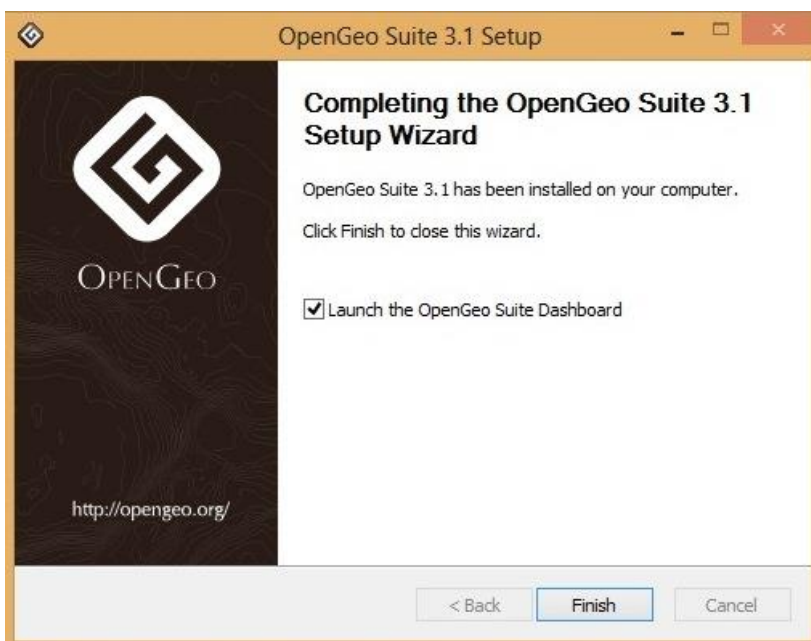 OpenGeo Suite 3.1 Setup
Completing the OpenGeo Suite 3.1
Setup Wizard
OpenGeo Suite 3.1 has been installed on your computer.
Click Finish to close this wizard.
OPENGEO
Launch the OpenGeo Suite Dashboard
http://opengeo.org/
< Back
Finish
Cancel